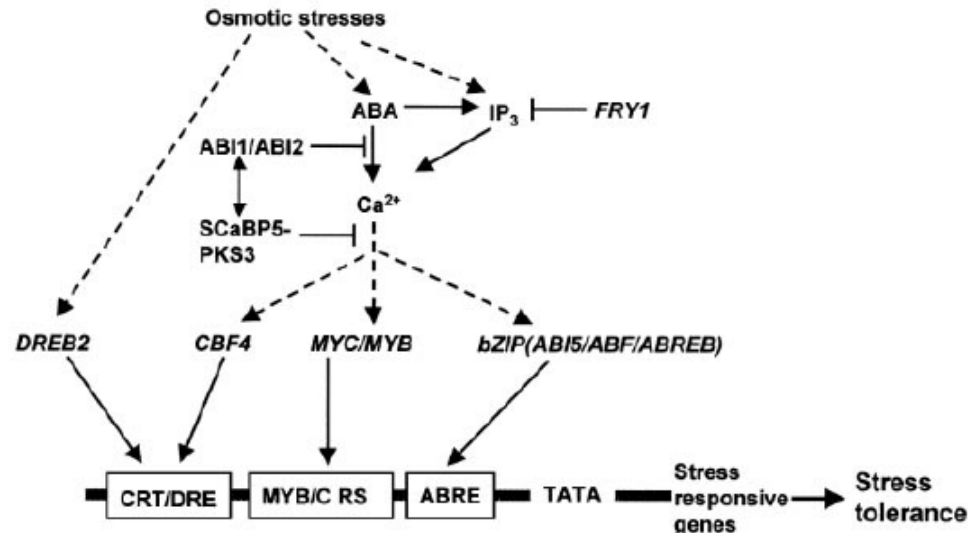 Osmotic stresses
ABA
IP3
FRY1
ABI1/ABI2
Ca2+
SCaBP5-
PKS3
DREB2
CBF4
MYC/MYB
bZIP(ABI5/ABF/ABREB)
CRT/DRE
MYB/C RS
ABRE
TATA
Stress
responsive
genes
Stress
tolerance